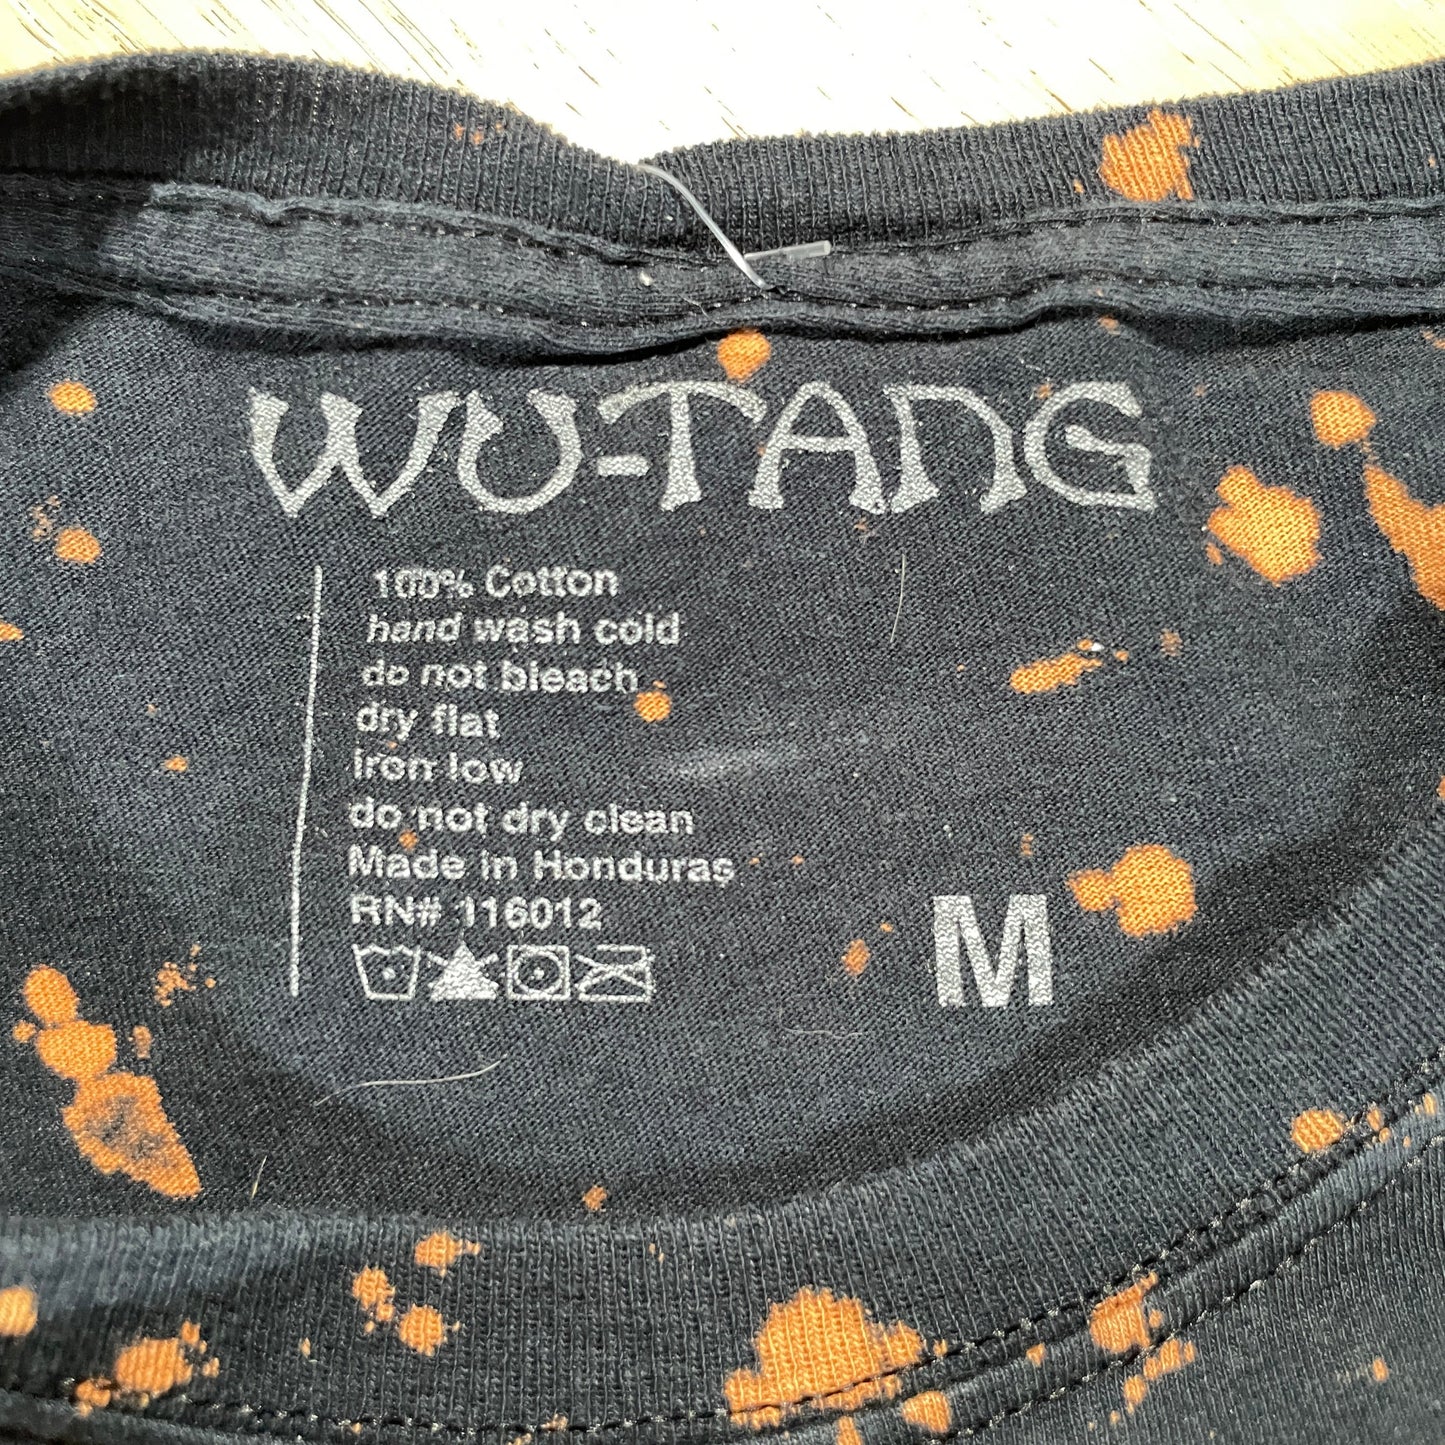 WU-TANG
100% Cotton
hand wash cold
do not bleach
dry flat
iron low
do not dry clean
Made in Honduras
RN# 116012
M